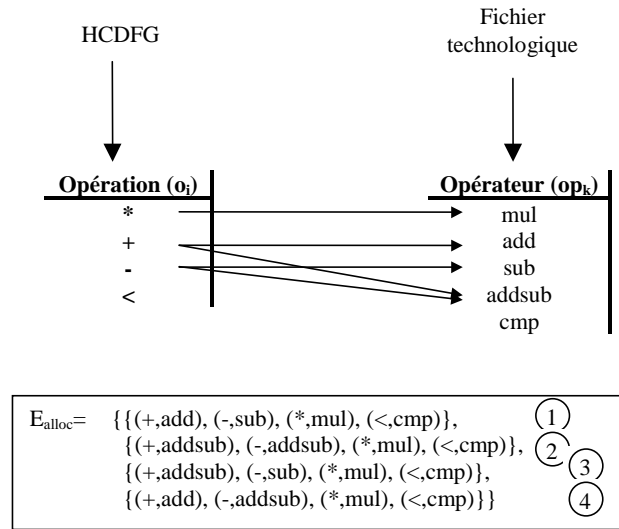 HCDFG
Fichier
technologique
Opération (oi)
Opérateur (opk)
* mul
+ add
- sub
< addsub
cmp
Ealloc= {{(+,add), (-,sub), (*,mul), (<,cmp)}, 1
{(+,addsub), (-,addsub), (*,mul), (<,cmp)}, 2
{(+,addsub), (-,sub), (*,mul), (<,cmp)}, 3
{(+,add), (-,addsub), (*,mul), (<,cmp)}} 4